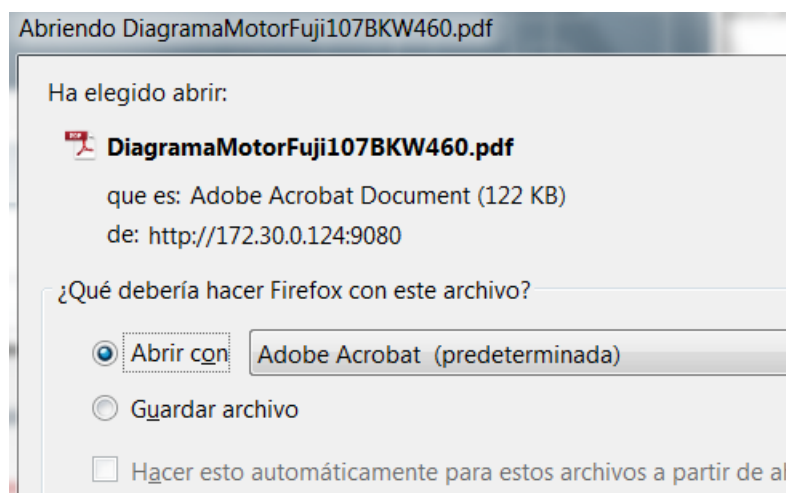 Abriendo DiagramaMotorFuji107BKW460.pdf
Ha elegido abrir:
DiagramaMotorFuji107BKW460.pdf
que es: Adobe Acrobat Document (122 KB)
de: http://172.30.0.124:9080
¿Qué debería hacer Firefox con este archivo?
Abrir con Adobe Acrobat (predeterminada)
Guardar archivo
Hacer esto automáticamente para estos archivos a partir de